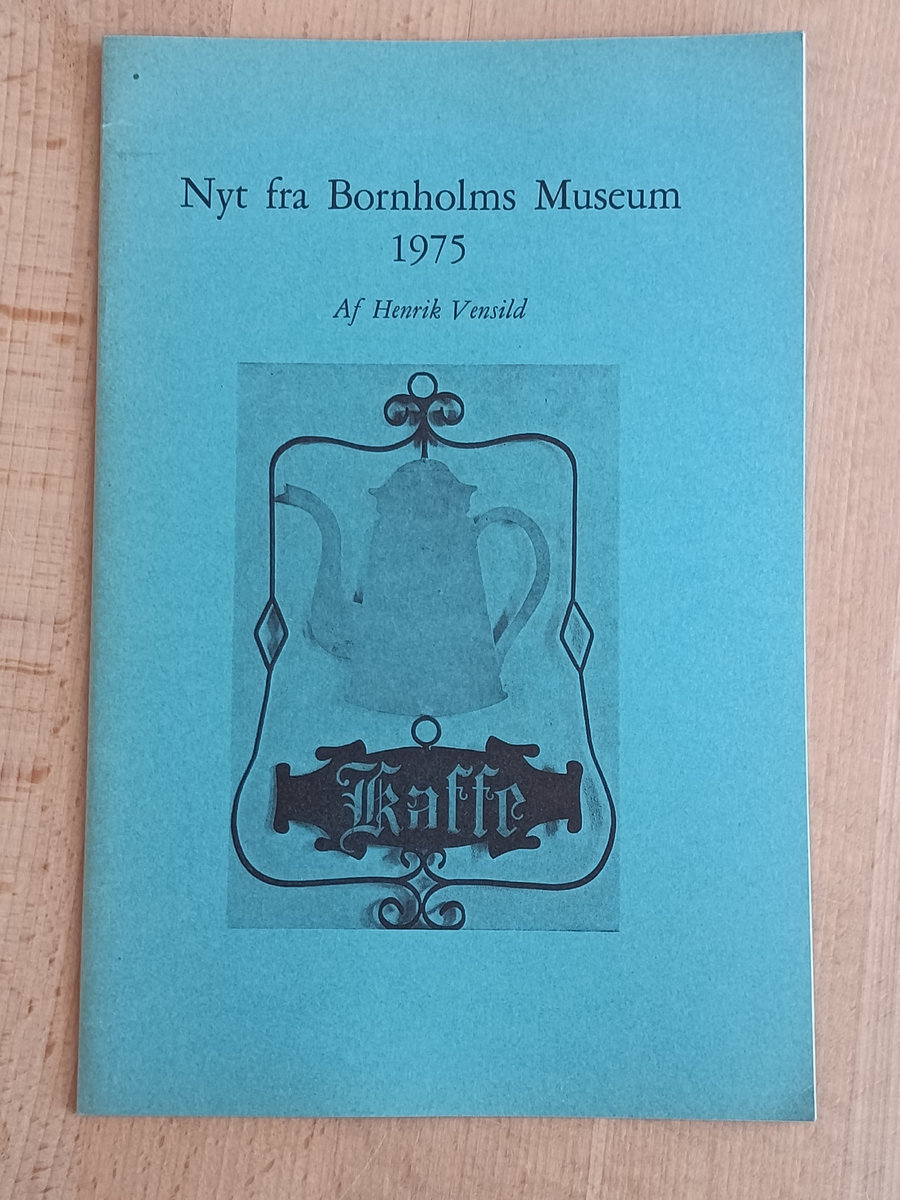 Nyt fra Bornholms Museum
1975
Af Henrik Vensild
Kaffe